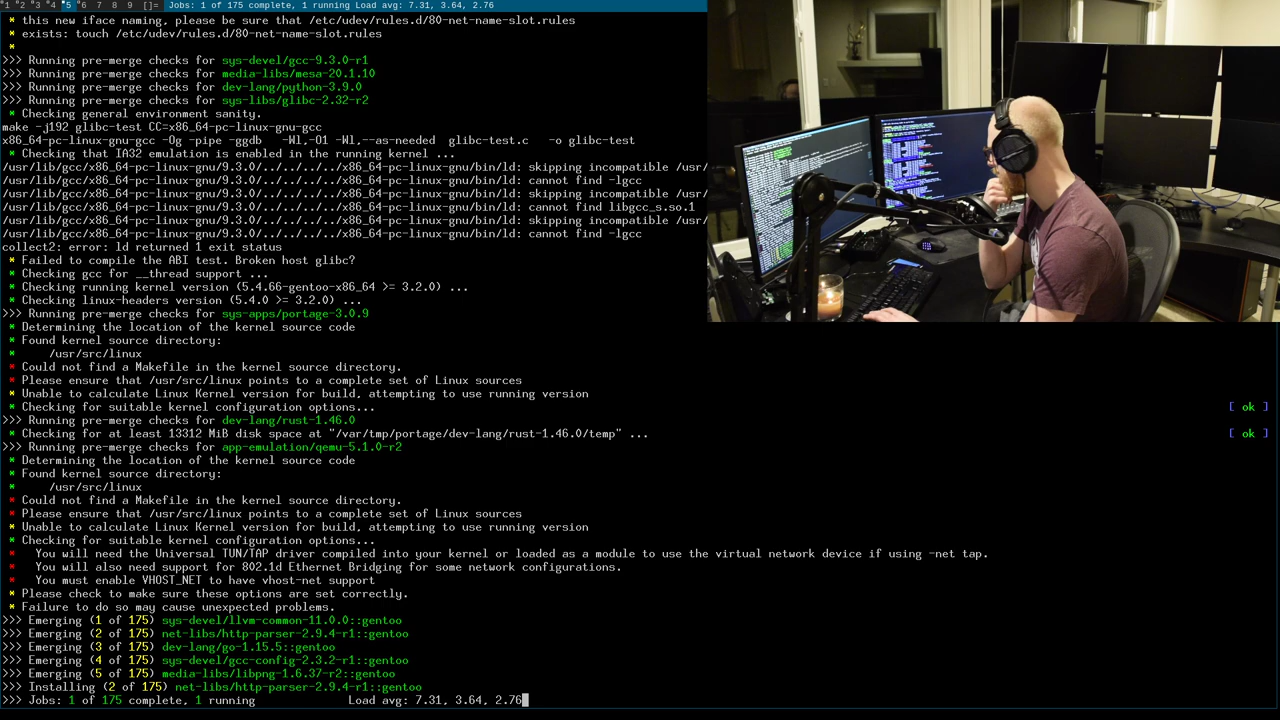 *1 *2 *3 *4 *5 *6 7 8 9 []= Jobs: 1 of 175 complete, 1 running Load avg: 7.31, 3.64, 2.76
* this new iface naming, please be sure that /etc/udev/rules.d/80-net-name-slot.rules
* exists: touch /etc/udev/rules.d/80-net-name-slot.rules
*
>>> Running pre-merge checks for sys-devel/gcc-9.3.0-r1
>>> Running pre-merge checks for media-libs/mesa-20.1.10
>>> Running pre-merge checks for dev-lang/python-3.9.0
>>> Running pre-merge checks for sys-libs/glibc-2.32-r2
* Checking general environment sanity.
make -j192 glibc-test CC=x86_64-pc-linux-gnu-gcc
x86_64-pc-linux-gnu-gcc -Og -pipe -ggdb -Wl,-O1 -Wl,--as-needed glibc-test.c -o glibc-test
* Checking that IA32 emulation is enabled in the running kernel ...
/usr/lib/gcc/x86_64-pc-linux-gnu/9.3.0/../../../../x86_64-pc-linux-gnu/bin/ld: skipping incompatible /usr/
/usr/lib/gcc/x86_64-pc-linux-gnu/9.3.0/../../../../x86_64-pc-linux-gnu/bin/ld: cannot find -lgcc
/usr/lib/gcc/x86_64-pc-linux-gnu/9.3.0/../../../../x86_64-pc-linux-gnu/bin/ld: skipping incompatible /usr/
/usr/lib/gcc/x86_64-pc-linux-gnu/9.3.0/../../../../x86_64-pc-linux-gnu/bin/ld: cannot find libgcc_s.so.1
/usr/lib/gcc/x86_64-pc-linux-gnu/9.3.0/../../../../x86_64-pc-linux-gnu/bin/ld: skipping incompatible /usr/
/usr/lib/gcc/x86_64-pc-linux-gnu/9.3.0/../../../../x86_64-pc-linux-gnu/bin/ld: cannot find -lgcc
collect2: error: ld returned 1 exit status
* Failed to compile the ABI test. Broken host glibc?
* Checking gcc for __thread support ...
* Checking running kernel version (5.4.66-gentoo-x86_64 >= 3.2.0) ...
* Checking linux-headers version (5.4.0 >= 3.2.0) ...
>>> Running pre-merge checks for sys-apps/portage-3.0.9
* Determining the location of the kernel source code
* Found kernel source directory:
* /usr/src/linux
* Could not find a Makefile in the kernel source directory.
* Please ensure that /usr/src/linux points to a complete set of Linux sources
* Unable to calculate Linux Kernel version for build, attempting to use running version
* Checking for suitable kernel configuration options... [ ok ]
>>> Running pre-merge checks for dev-lang/rust-1.46.0
* Checking for at least 13312 MiB disk space at "/var/tmp/portage/dev-lang/rust-1.46.0/temp" ... [ ok ]
>>> Running pre-merge checks for app-emulation/qemu-5.1.0-r2
* Determining the location of the kernel source code
* Found kernel source directory:
* /usr/src/linux
* Could not find a Makefile in the kernel source directory.
* Please ensure that /usr/src/linux points to a complete set of Linux sources
* Unable to calculate Linux Kernel version for build, attempting to use running version
* Checking for suitable kernel configuration options...
* You will need the Universal TUN/TAP driver compiled into your kernel or loaded as a module to use the virtual network device if using -net tap.
* You will also need support for 802.1d Ethernet Bridging for some network configurations.
* You must enable VHOST_NET to have vhost-net support
* Please check to make sure these options are set correctly.
* Failure to do so may cause unexpected problems.
>>> Emerging (1 of 175) sys-devel/llvm-common-11.0.0::gentoo
>>> Emerging (2 of 175) net-libs/http-parser-2.9.4-r1::gentoo
>>> Emerging (3 of 175) dev-lang/go-1.15.5::gentoo
>>> Emerging (4 of 175) sys-devel/gcc-config-2.3.2-r1::gentoo
>>> Emerging (5 of 175) media-libs/libpng-1.6.37-r2::gentoo
>>> Installing (2 of 175) net-libs/http-parser-2.9.4-r1::gentoo
>>> Jobs: 1 of 175 complete, 1 running Load avg: 7.31, 3.64, 2.76